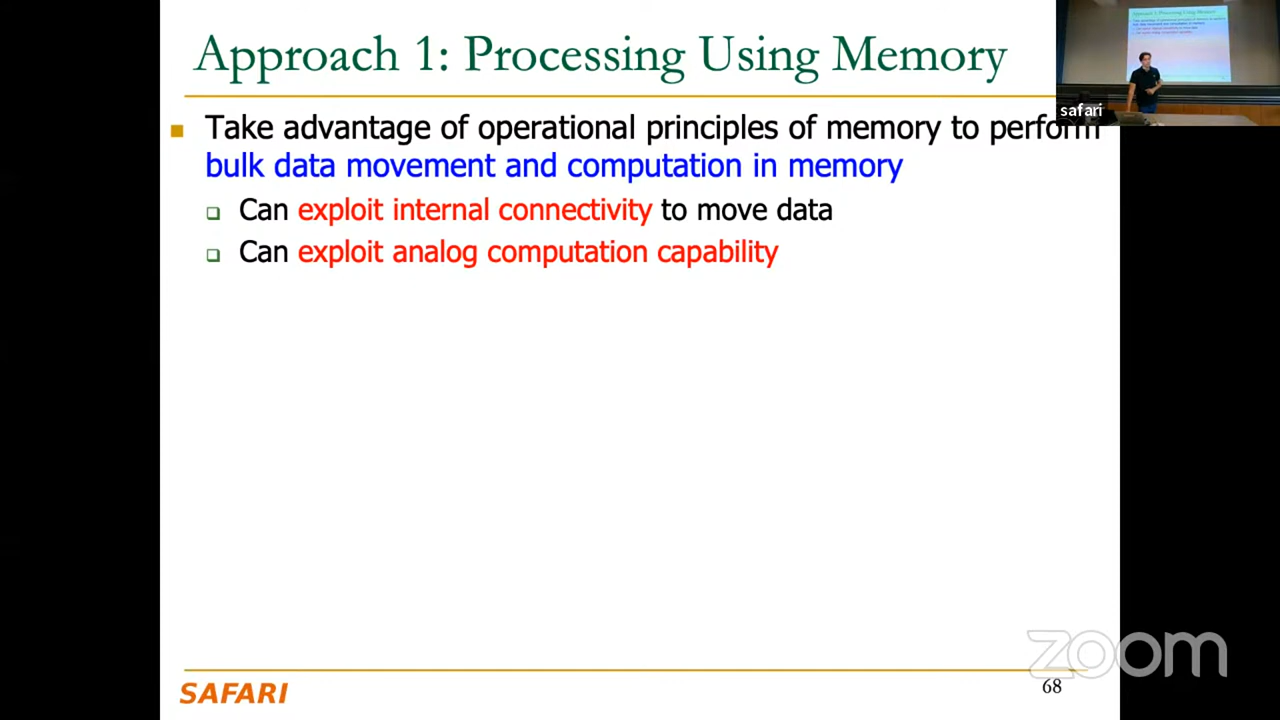 Approach 1: Processing Using Memory
safari
Take advantage of operational principles of memory to perform
bulk data movement and computation in memory
Can exploit internal connectivity to move data
Can exploit analog computation capability
zoom
SAFARI
68